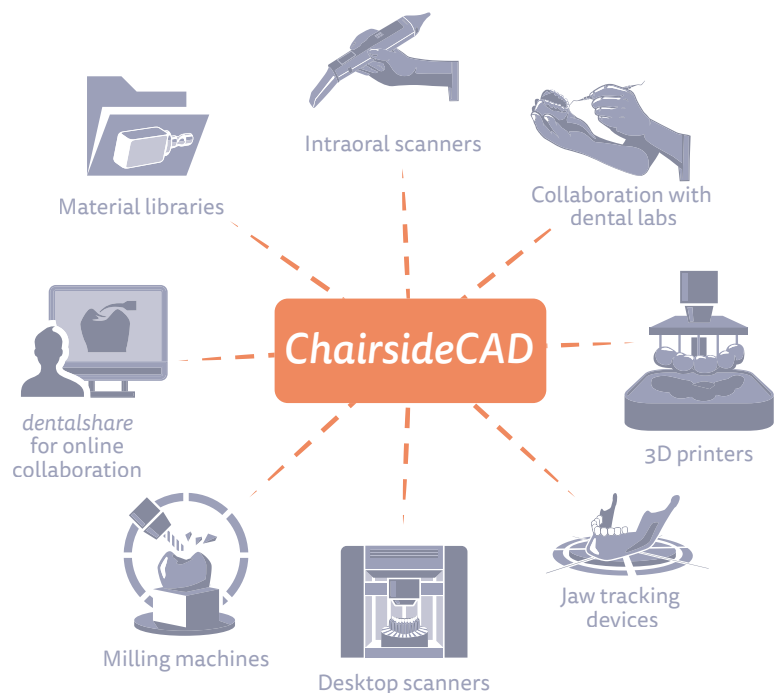 Intraoral scanners
Material libraries
Collaboration with
dental labs
ChairsideCAD
dentalshare
for online
collaboration
3D printers
Jaw tracking
devices
Milling machines
Desktop scanners